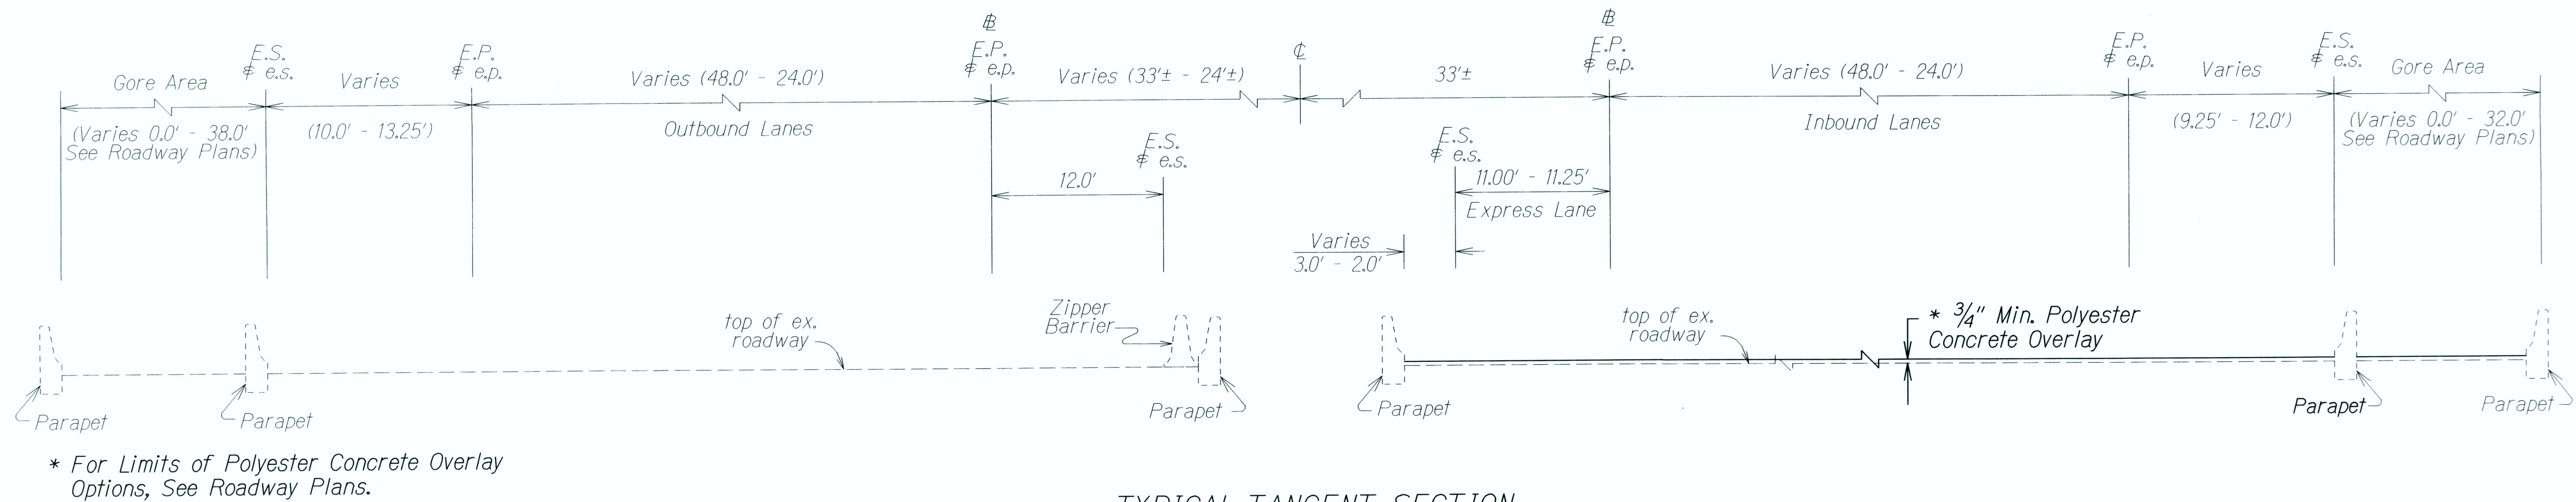 Gore Area
E.S.
& e.s.
Varies
E.P.
& e.p.
Varies (48.0' - 24.0')
℄
E.P.
& e.p.
Varies (33'± - 24'±)
℄
33'±
E.P.
& e.p.
Varies (48.0' - 24.0')
E.P.
& e.p.
Varies
E.S.
& e.s.
Gore Area
(Varies 0.0' - 38.0'
See Roadway Plans)
(10.0' - 13.25')
Outbound Lanes
Inbound Lanes
(9.25' - 12.0')
(Varies 0.0' - 32.0'
See Roadway Plans)
E.S.
& e.s.
12.0'
E.S.
& e.s.
11.00' - 11.25'
Express Lane
Varies
3.0' - 2.0'
top of ex.
roadway
Zipper
Barrier
top of ex.
roadway
* 3/4" Min. Polyester
Concrete Overlay
Parapet
Parapet
Parapet
Parapet
Parapet
Parapet
* For Limits of Polyester Concrete Overlay
Options, See Roadway Plans.
TYPICAL TANGENT SECTION